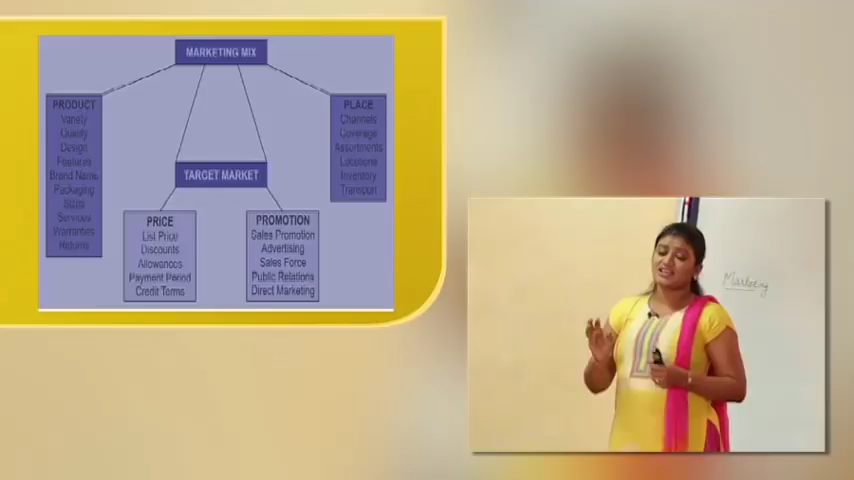 MARKETING MIX
PRODUCT
Variety
Quality
Design
Features
Brand Name
Packaging
Sizes
Services
Warranties
Returns
PLACE
Channels
Coverage
Assortments
Locations
Inventory
Transport
TARGET MARKET
PRICE
List Price
Discounts
Allowances
Payment Period
Credit Terms
PROMOTION
Sales Promotion
Advertising
Sales Force
Public Relations
Direct Marketing
Marketing